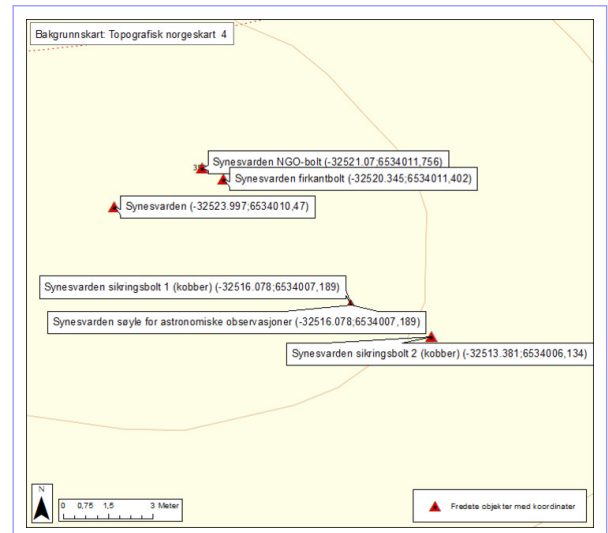 Bakgrunnskart: Topografisk norgeskart 4
Synesvarden NGO-bolt (-32521.07;6534011,756)
Synesvarden firkantbolt (-32520.345;6534011,402)
Synesvarden (-32523.997;6534010,47)
Synesvarden sikringsbolt 1 (kobber) (-32516.078;6534007,189)
Synesvarden søyle for astronomiske observasjoner (-32516.078;6534007,189)
Synesvarden sikringsbolt 2 (kobber) (-32513.381;6534006,134)
N
0 0,75 1,5 3 Meter
Fredete objekter med koordinater